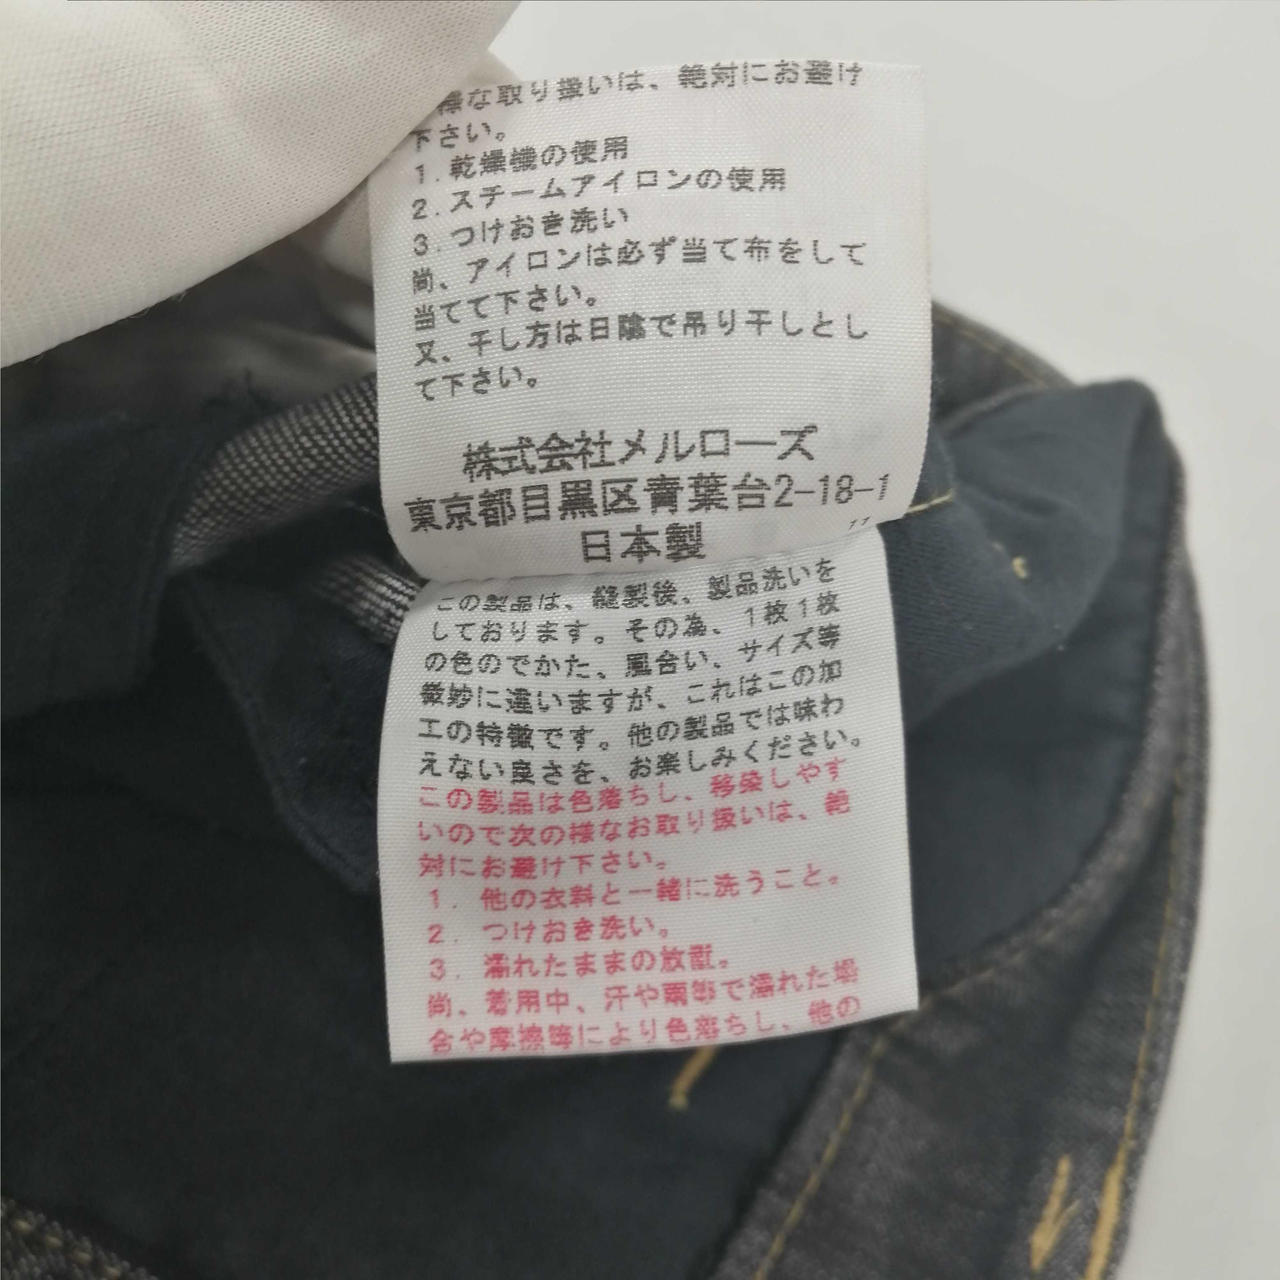 様な取り扱いは、絶対にお避け
下さい。
1.乾燥機の使用
2.スチームアイロンの使用
3.つけおき洗い
尚、アイロンは必ず当て布をして
当てて下さい。
又、干し方は日陰で吊り干しとし
て下さい。
株式会社メルローズ
東京都目黒区青葉台2-18-1
日本製
11
この製品は、縫製後、製品洗いを
しております。その為、1枚1枚
の色のでかた、風合い、サイズ等
微妙に違いますが、これはこの加
工の特徴です。他の製品では味わ
えない良さを、お楽しみください。
この製品は色落ちし、移染しやす
いので次の様なお取り扱いは、絶
対にお避け下さい。
1. 他の衣料と一緒に洗うこと。
2. つけおき洗い。
3. 濡れたままの放置。
尚、着用中、汗や雨等で濡れた場
合や摩擦等により色落ちし、他の